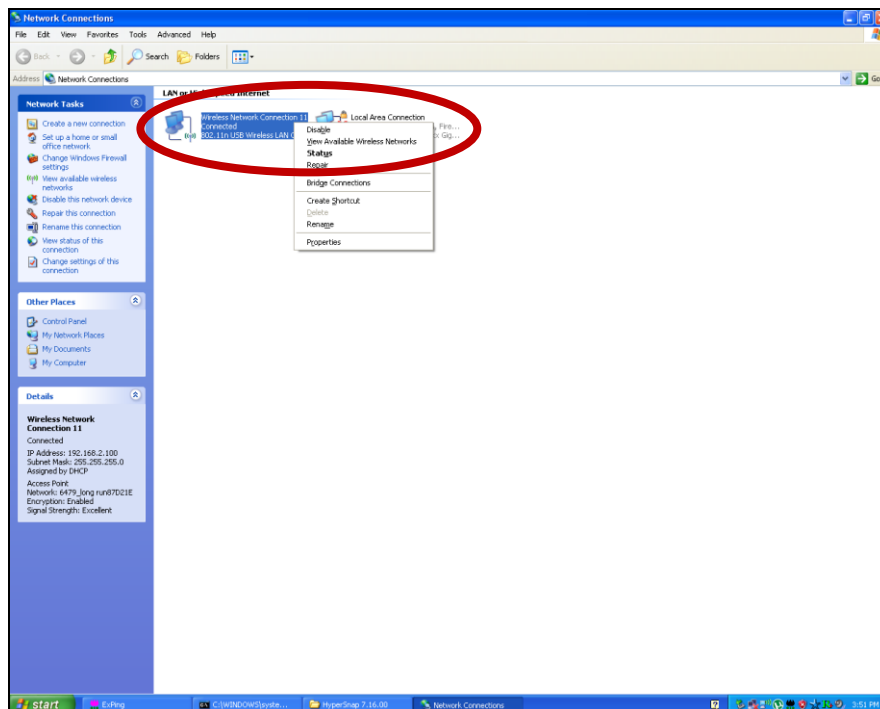 Network Connections
File Edit View Favorites Tools Advanced Help
Back Search Folders
Address Network Connections Go
LAN or High-Speed Internet
Network Tasks
Create a new connection
Set up a home or small
office network
Change Windows Firewall
settings
View available wireless
networks
Disable this network device
Repair this connection
Rename this connection
View status of this
connection
Change settings of this
connection
Other Places
Control Panel
My Network Places
My Documents
My Computer
Details
Wireless Network
Connection 11
Connected
IP Address: 192.168.2.100
Subnet Mask: 255.255.255.0
Assigned by DHCP
Access Point
Network: 6479_long run87D21E
Encryption: Enabled
Signal Strength: Excellent
Wireless Network Connection 11
Connected
802.11n USB Wireless LAN
Local Area Connection
, Fire...
Gig...
Disable
View Available Wireless Networks
Status
Repair
Bridge Connections
Create Shortcut
Delete
Rename
Properties
start ExPing C:\WINDOWS\syste... HyperSnap 7.16.00 Network Connections 3:51 PM